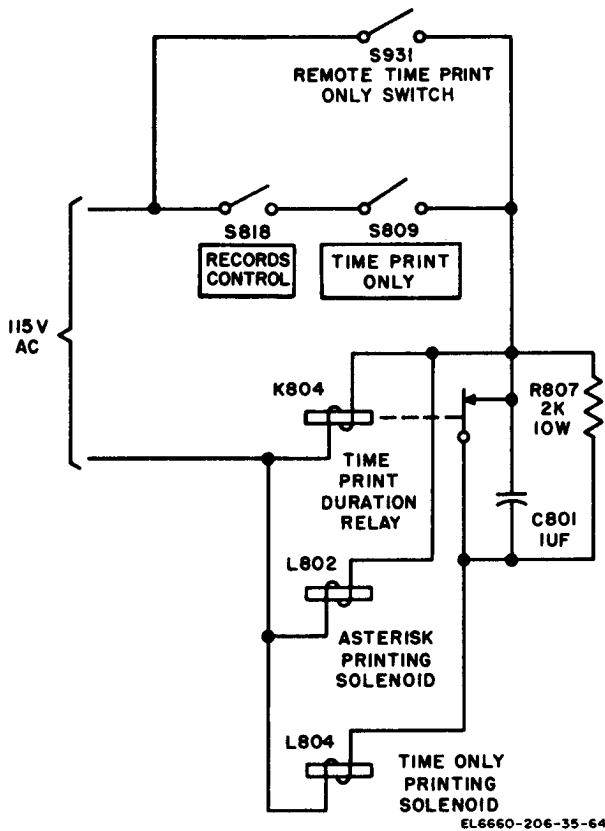 S931
REMOTE TIME PRINT
ONLY SWITCH
S818
RECORDS
CONTROL
S809
TIME PRINT
ONLY
115V
AC
K804
TIME
PRINT
DURATION
RELAY
R807
2K
10W
C801
1UF
L802
ASTERISK
PRINTING
SOLENOID
L804
TIME ONLY
PRINTING
SOLENOID
EL6660-206-35-64